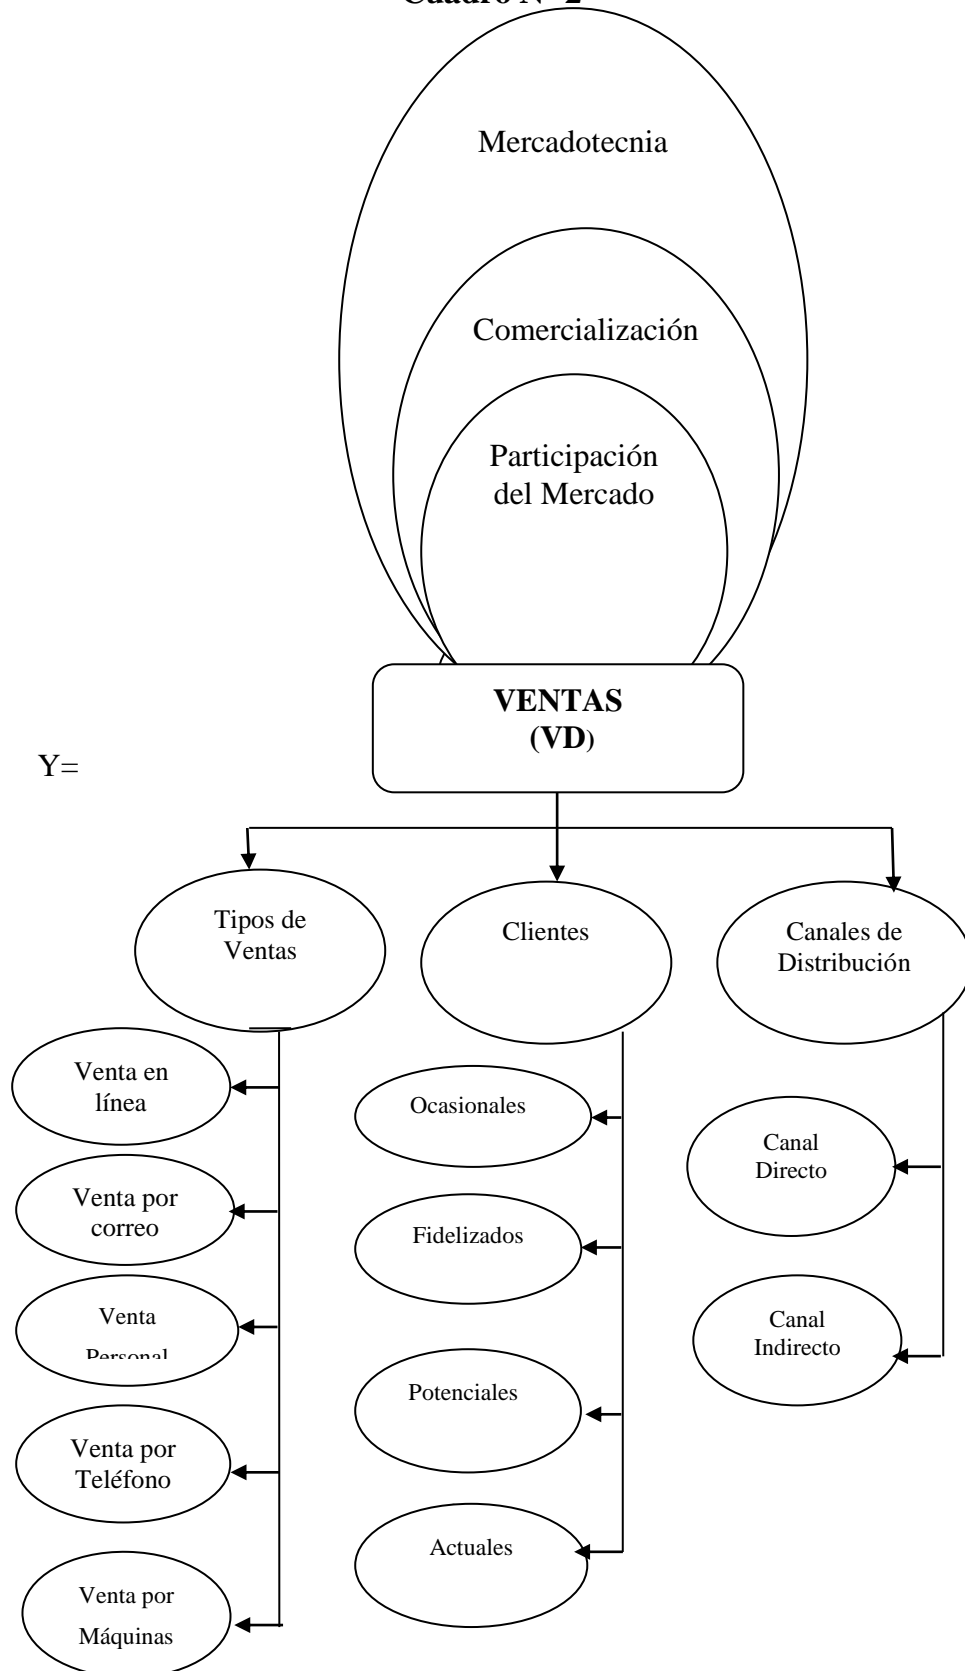 Cuadro N° 2
Mercadotecnia
Comercialización
Participación
del Mercado
VENTAS
(VD)
Y=
Tipos de
Ventas
Clientes
Canales de
Distribución
Venta en
línea
Venta por
correo
Venta
Personal
Venta por
Teléfono
Venta por
Máquinas
Ocasionales
Fidelizados
Potenciales
Actuales
Canal
Directo
Canal
Indirecto